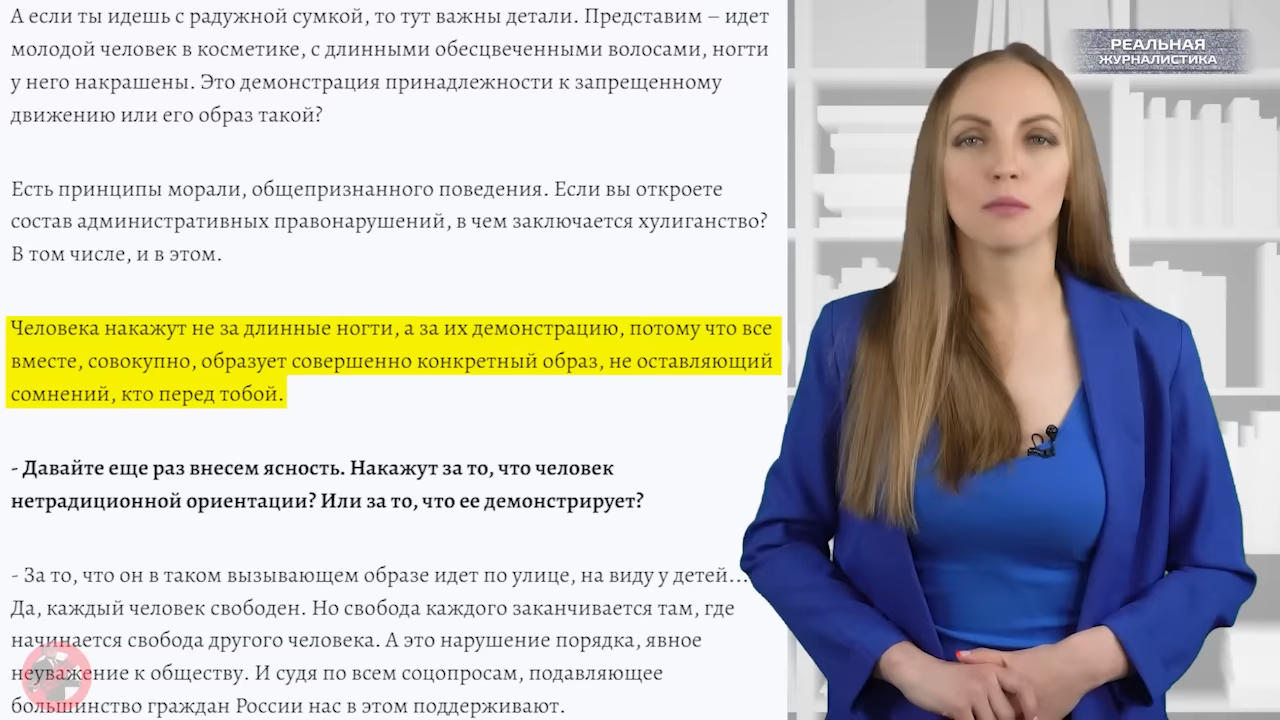 А если ты идешь с радужной сумкой, то тут важны детали. Представим – идет
молодой человек в косметике, с длинными обесцвеченными волосами, ногти
у него накрашены. Это демонстрация принадлежности к запрещенному
движению или его образ такой?
Есть принципы морали, общепризнанного поведения. Если вы откроете
состав административных правонарушений, в чем заключается хулиганство?
В том числе, и в этом.
Человека накажут не за длинные ногти, а за их демонстрацию, потому что все
вместе, совокупно, образует совершенно конкретный образ, не оставляющий
сомнений, кто перед тобой.
- Давайте еще раз внесем ясность. Накажут за то, что человек
нетрадиционной ориентации? Или за то, что ее демонстрирует?
- За то, что он в таком вызывающем образе идет по улице, на виду у детей...
Да, каждый человек свободен. Но свобода каждого заканчивается там, где
начинается свобода другого человека. А это нарушение порядка, явное
неуважение к обществу. И судя по всем соцопросам, подавляющее
большинство граждан России нас в этом поддерживают.
РЕАЛЬНАЯ
ЖУРНАЛИСТИКА